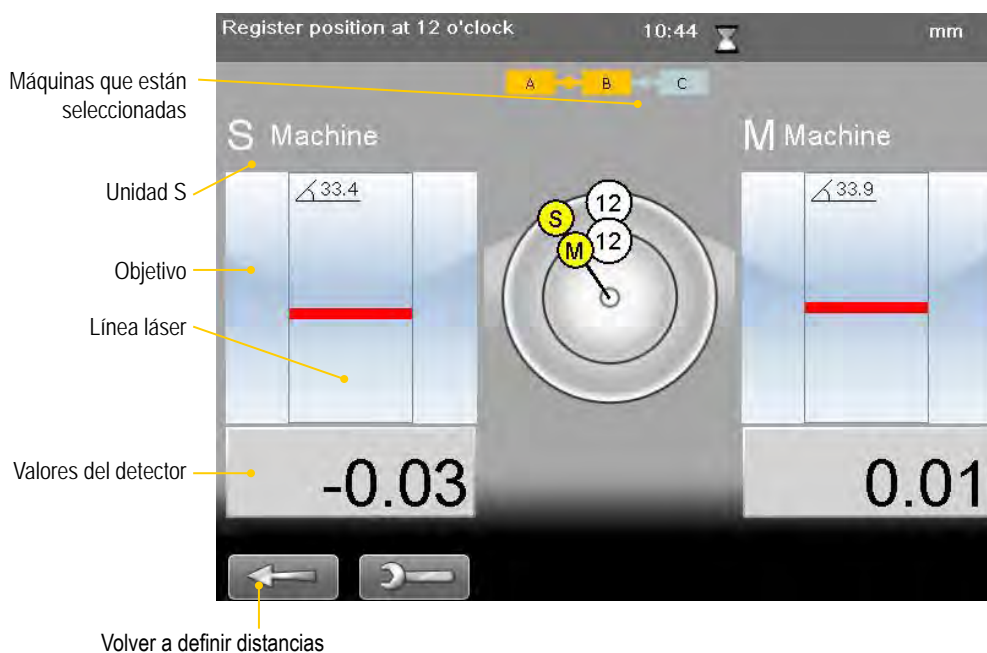 Register position at 12 o'clock
10:44
mm
Máquinas que están
seleccionadas
A
B
C
S Machine
M Machine
Unidad S
33.4
33.9
12
S
12
M
Objetivo
Línea láser
Valores del detector
-0.03
0.01
Volver a definir distancias